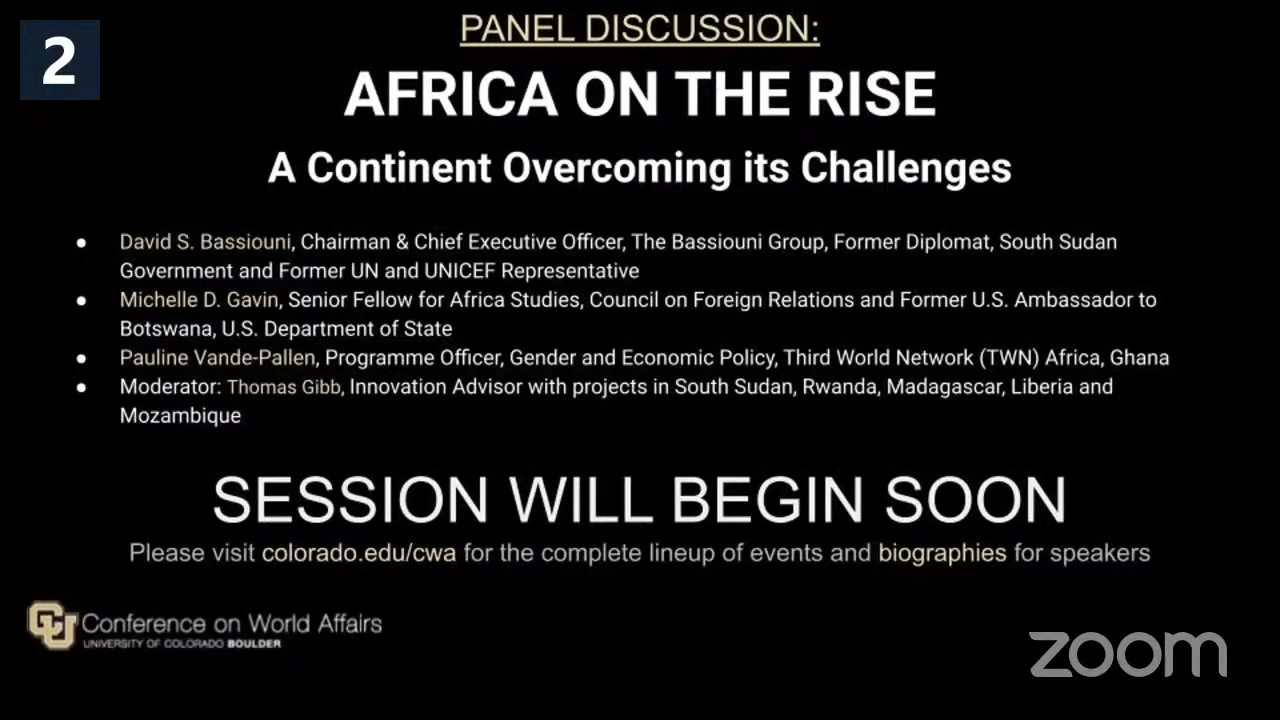 2
PANEL DISCUSSION:
AFRICA ON THE RISE
A Continent Overcoming its Challenges
● David S. Bassiouni, Chairman & Chief Executive Officer, The Bassiouni Group, Former Diplomat, South Sudan
Government and Former UN and UNICEF Representative
● Michelle D. Gavin, Senior Fellow for Africa Studies, Council on Foreign Relations and Former U.S. Ambassador to
Botswana, U.S. Department of State
● Pauline Vande-Pallen, Programme Officer, Gender and Economic Policy, Third World Network (TWN) Africa, Ghana
● Moderator: Thomas Gibb, Innovation Advisor with projects in South Sudan, Rwanda, Madagascar, Liberia and
Mozambique
SESSION WILL BEGIN SOON
Please visit colorado.edu/cwa for the complete lineup of events and biographies for speakers
CU Conference on World Affairs
UNIVERSITY OF COLORADO BOULDER
zoom